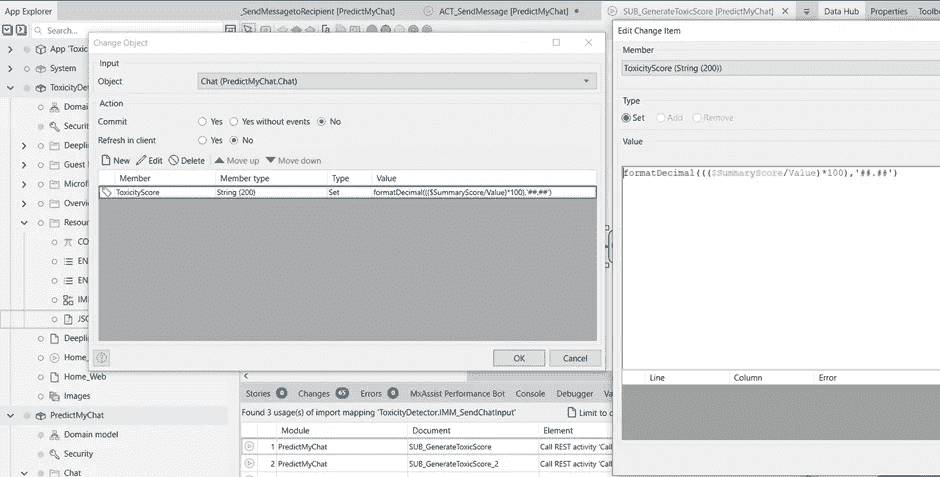 App Explorer
_SendMessagetoRecipient [PredictMyChat]
ACT_SendMessage [PredictMyChat]
SUB_GenerateToxicScore [PredictMyChat]
Data Hub
Properties
Toolbo
Search...
App 'Toxic
System
ToxicityDet
Domai
Securit
Deeplin
Guest
Microfl
Overvi
Resour
CO
EN
EN
IMM
JSO
Deeplin
Home_
Home_Web
Images
PredictMyChat
Domain model
Security
Chat
Change Object
Input
Object Chat (PredictMyChat.Chat)
Action
Commit Yes Yes without events No
Refresh in client Yes No
New Edit Delete Move up Move down
Member Member type Type Value
ToxicityScore String (200) Set formatDecimal((($SummaryScore/Value)*100),'##.##')
OK Cancel
Stories 0 Changes 65 Errors 0 MxAssist Performance Bot Console Debugger Va
Found 3 usage(s) of import mapping 'ToxicityDetector.IMM_SendChatInput'
Limit to c
Module Document Element
1 PredictMyChat SUB_GenerateToxicScore Call REST activity 'Call
2 PredictMyChat SUB_GenerateToxicScore_2 Call REST activity 'Call
Edit Change Item
Member
ToxicityScore (String (200))
Type
Set Add Remove
Value
formatDecimal((($SummaryScore/Value)*100),'##.##')
Line Column Error